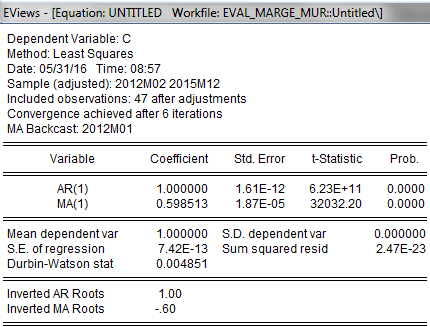 EViews - [Equation: UNTITLED Workfile: EVAL_MARGE_MUR::Untitled\]
Dependent Variable: C
Method: Least Squares
Date: 05/31/16 Time: 08:57
Sample (adjusted): 2012M02 2015M12
Included observations: 47 after adjustments
Convergence achieved after 6 iterations
MA Backcast: 2012M01
Variable Coefficient Std. Error t-Statistic Prob.
AR(1) 1.000000 1.61E-12 6.23E+11 0.0000
MA(1) 0.598513 1.87E-05 32032.20 0.0000
Mean dependent var 1.000000 S.D. dependent var 0.000000
S.E. of regression 7.42E-13 Sum squared resid 2.47E-23
Durbin-Watson stat 0.004851
Inverted AR Roots 1.00
Inverted MA Roots -.60